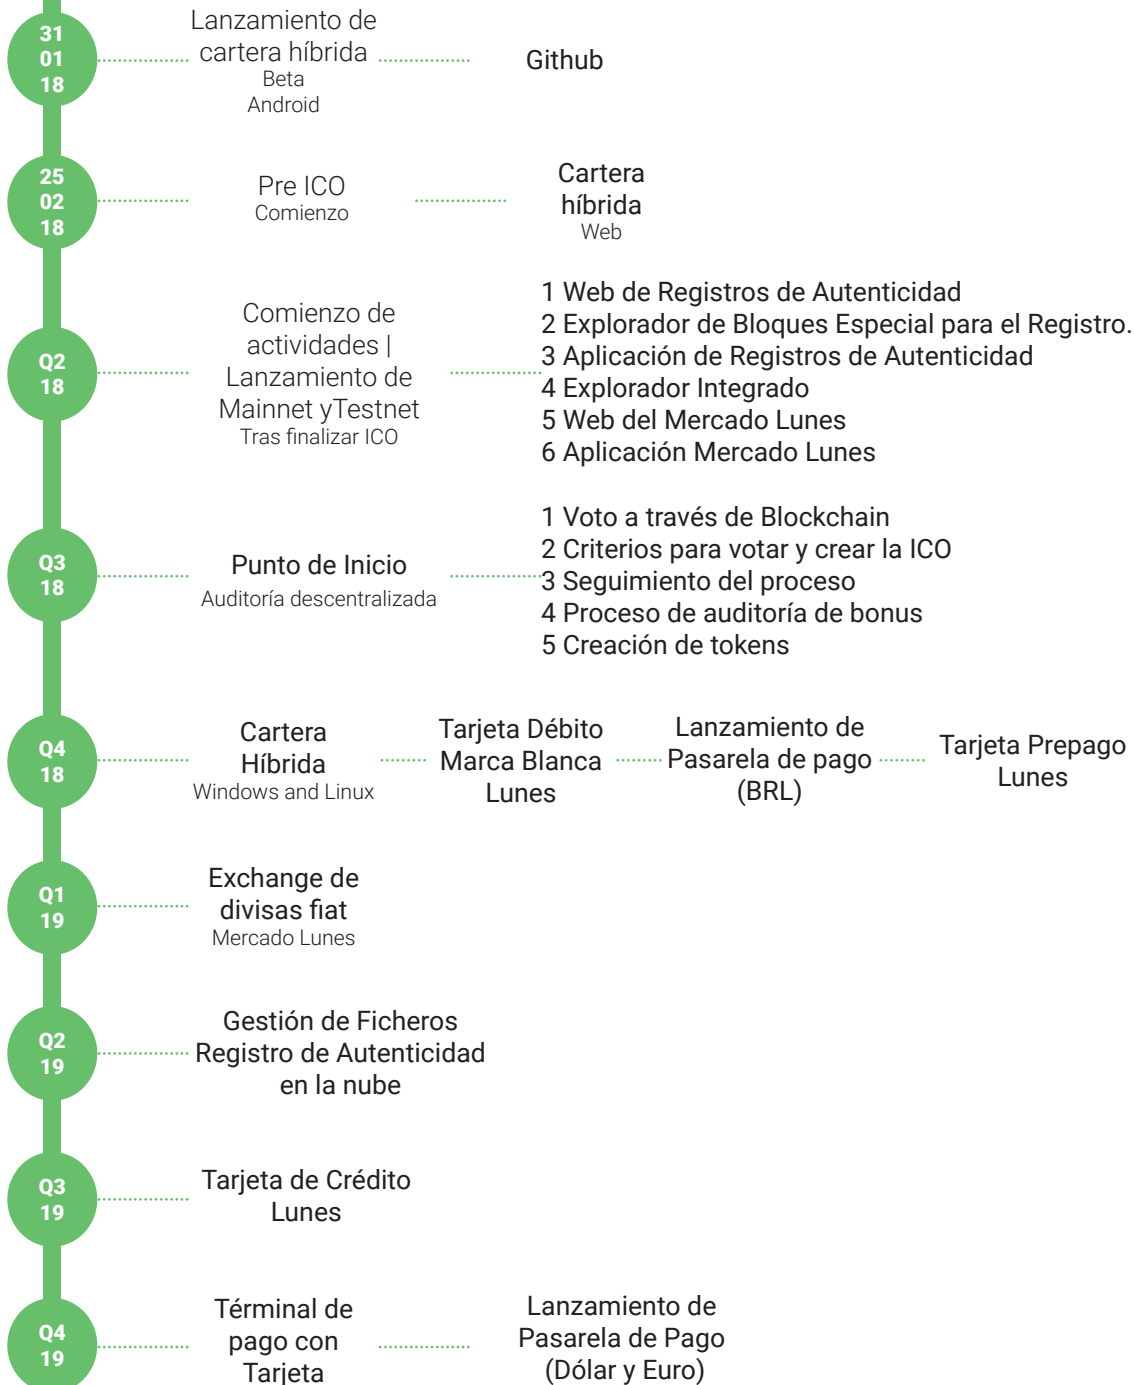 31
01
18
Lanzamiento de
cartera híbrida
Beta
Android
Github
25
02
18
Pre ICO
Comienzo
Cartera
híbrida
Web
Q2
18
Comienzo de
actividades |
Lanzamiento de
Mainnet yTestnet
Tras finalizar ICO
1 Web de Registros de Autenticidad
2 Explorador de Bloques Especial para el Registro.
3 Aplicación de Registros de Autenticidad
4 Explorador Integrado
5 Web del Mercado Lunes
6 Aplicación Mercado Lunes
Q3
18
Punto de Inicio
Auditoría descentralizada
1 Voto a través de Blockchain
2 Criterios para votar y crear la ICO
3 Seguimiento del proceso
4 Proceso de auditoría de bonus
5 Creación de tokens
Q4
18
Cartera
Híbrida
Windows and Linux
Tarjeta Débito
Marca Blanca
Lunes
Lanzamiento de
Pasarela de pago
(BRL)
Tarjeta Prepago
Lunes
Q1
19
Exchange de
divisas fiat
Mercado Lunes
Q2
19
Gestión de Ficheros
Registro de Autenticidad
en la nube
Q3
19
Tarjeta de Crédito
Lunes
Q4
19
Términal de
pago con
Tarjeta
Lanzamiento de
Pasarela de Pago
(Dólar y Euro)